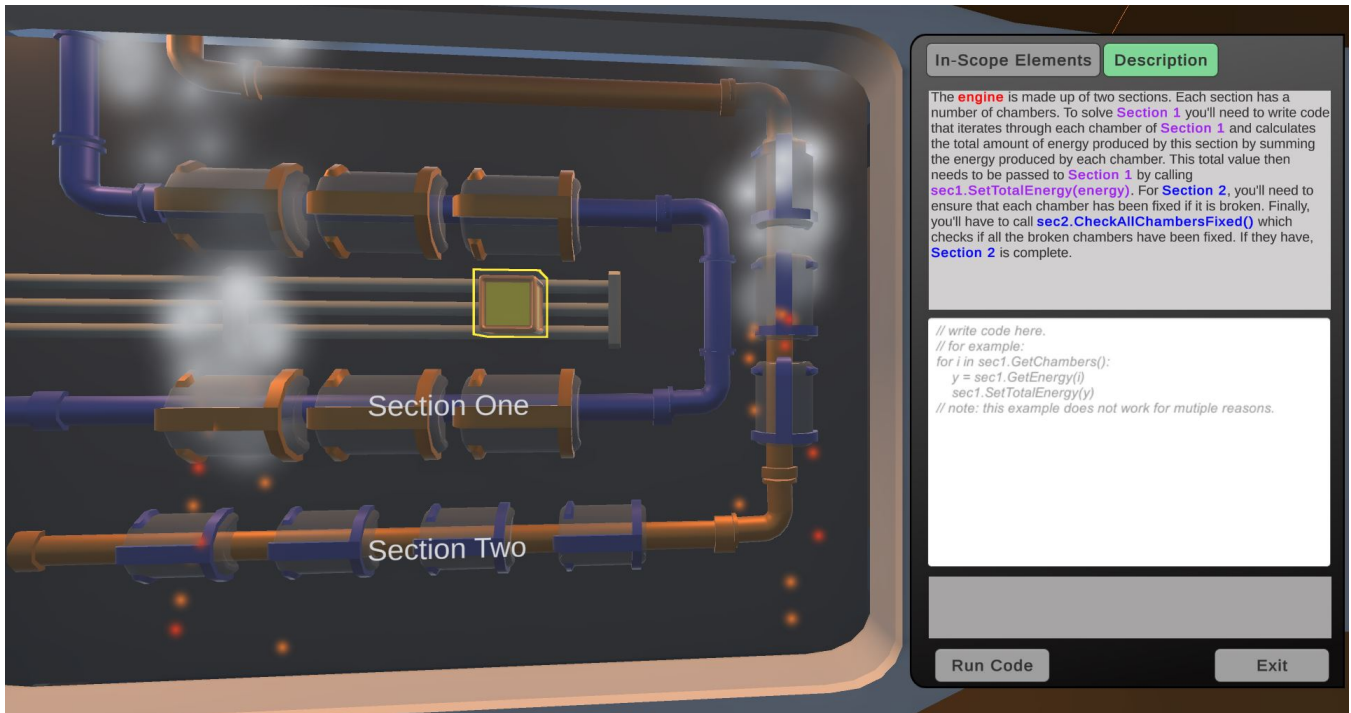 In-Scope Elements Description
The engine is made up of two sections. Each section has a
number of chambers. To solve Section 1 you'll need to write code
that iterates through each chamber of Section 1 and calculates
the total amount of energy produced by this section by summing
the energy produced by each chamber. This total value then
needs to be passed to Section 1 by calling
sec1.SetTotalEnergy(energy). For Section 2, you'll need to
ensure that each chamber has been fixed if it is broken. Finally,
you'll have to call sec2.CheckAllChambersFixed() which
checks if all the broken chambers have been fixed. If they have,
Section 2 is complete.
// write code here.
// for example:
for i in sec1.GetChambers():
y = sec1.GetEnergy(i)
sec1.SetTotalEnergy(y)
// note: this example does not work for mutiple reasons.
Section One
Section Two
Run Code Exit